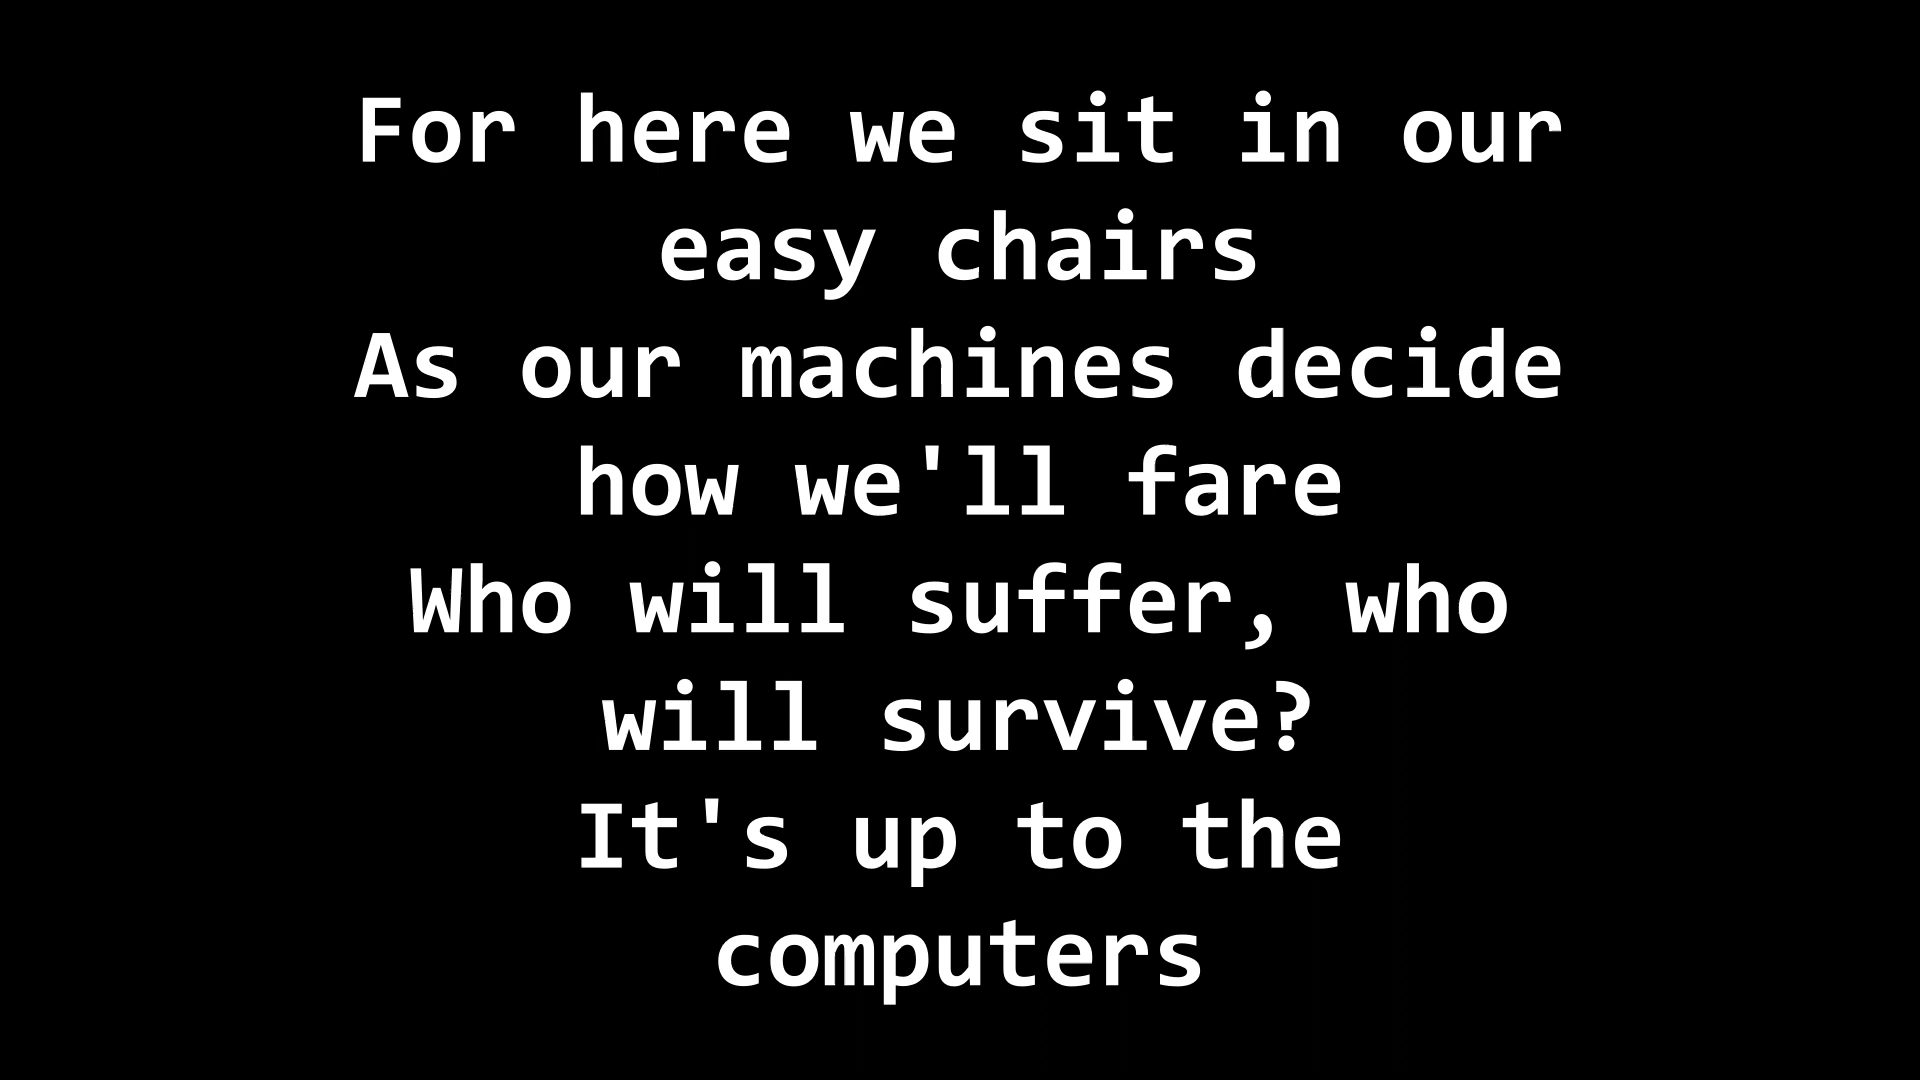 For here we sit in our
easy chairs
As our machines decide
how we'll fare
Who will suffer, who
will survive?
It's up to the
computers